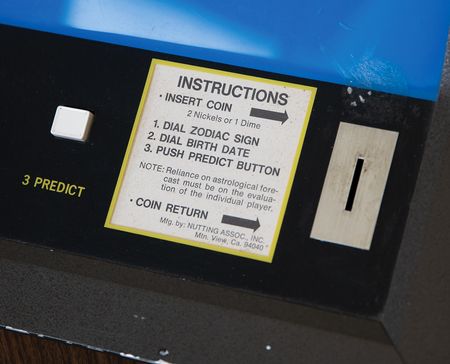 INSTRUCTIONS
· INSERT COIN
2 Nickels or 1 Dime
1. DIAL ZODIAC SIGN
2. DIAL BIRTH DATE
3. PUSH PREDICT BUTTON
NOTE: Reliance on astrological fore-
cast must be on the evalua-
tion of the individual player.
· COIN RETURN
Mfg. by: NUTTING ASSOC., INC.
Mtn. View, Ca. 94040
3 PREDICT